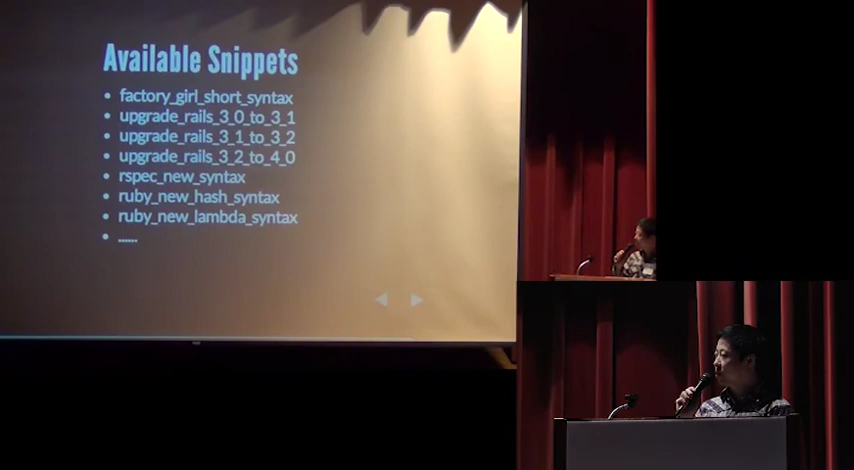 Available Snippets
• factory_girl_short_syntax
• upgrade_rails_3_0_to_3_1
• upgrade_rails_3_1_to_3_2
• upgrade_rails_3_2_to_4_0
• rspec_new_syntax
• ruby_new_hash_syntax
• ruby_new_lambda_syntax
• ......